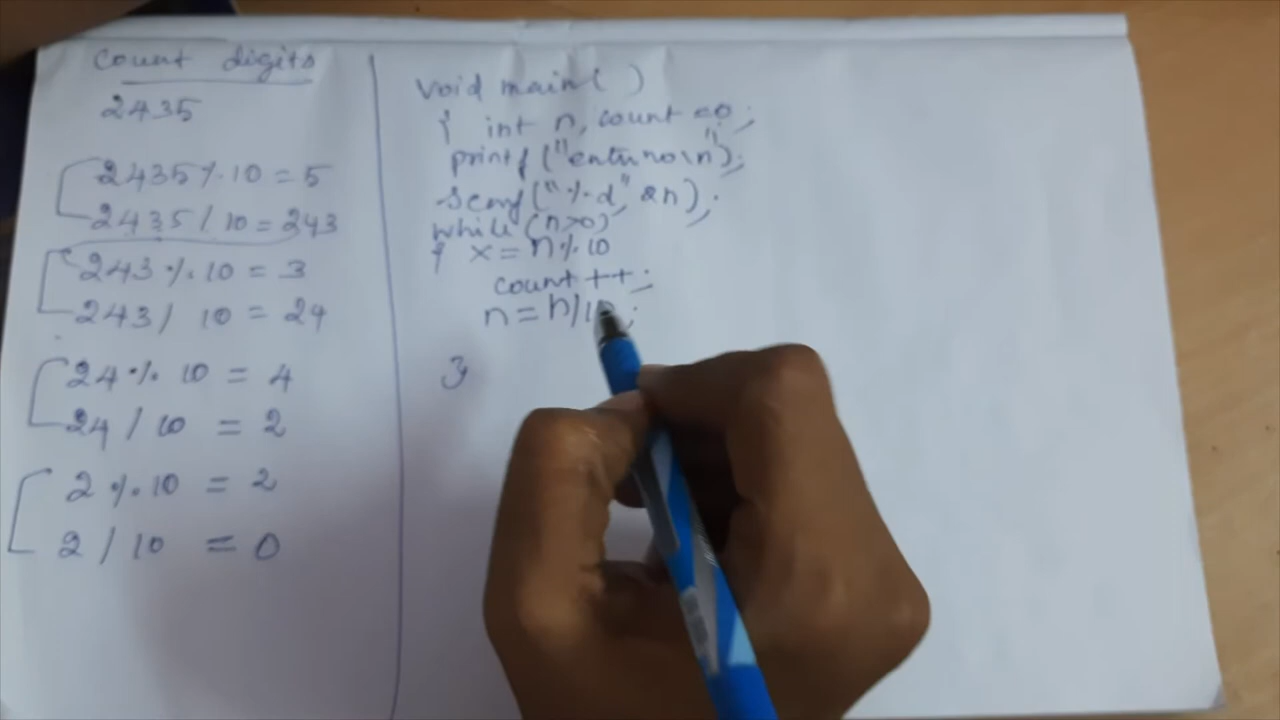 count digits
2435
2435 % 10 = 5
2435 / 10 = 243
243 % 10 = 3
243 / 10 = 24
24 % 10 = 4
24 / 10 = 2
2 % 10 = 2
2 / 10 = 0
void main( )
{ int n, count =0;
printf ("enter no\n");
scanf ("%d", &n);
while (n>0)
{ x = n % 10
count ++;
n = n/10;
}